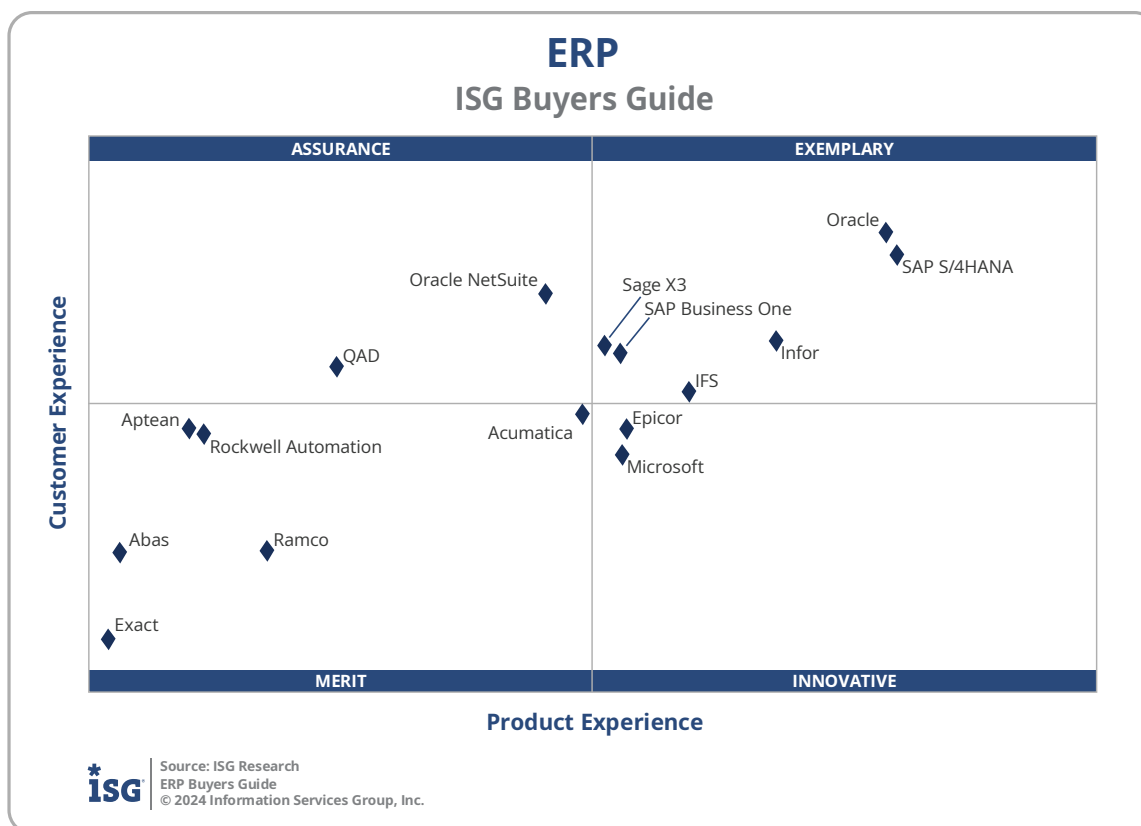 ERP
ISG Buyers Guide
ASSURANCE
EXEMPLARY
Oracle
SAP S/4HANA
Oracle NetSuite
Sage X3
SAP Business One
Infor
QAD
IFS
Aptean
Rockwell Automation
Acumatica
Epicor
Microsoft
Abas
Ramco
Exact
Customer Experience
MERIT
INNOVATIVE
Product Experience
ISG
Source: ISG Research
ERP Buyers Guide
© 2024 Information Services Group, Inc.